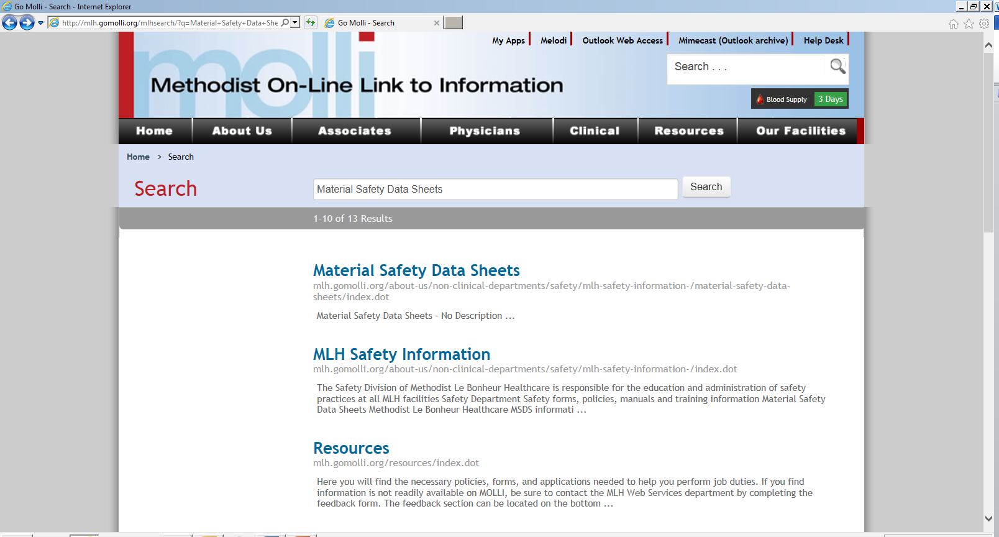 Go Molli - Search - Internet Explorer
http://mlh.gomolli.org/mlhsearch/?q=Material+Safety+Data+She
Go Molli - Search
My Apps
Melodi
Outlook Web Access
Mimecast (Outlook archive)
Help Desk
molli
Methodist On-Line Link to Information
Search . . .
Blood Supply
3 Days
Home
About Us
Associates
Physicians
Clinical
Resources
Our Facilities
Home > Search
Search
Material Safety Data Sheets
Search
1-10 of 13 Results
Material Safety Data Sheets
mlh.gomolli.org/about-us/non-clinical-departments/safety/mlh-safety-information-/material-safety-data-
sheets/index.dot
Material Safety Data Sheets - No Description ...
MLH Safety Information
mlh.gomolli.org/about-us/non-clinical-departments/safety/mlh-safety-information-/index.dot
The Safety Division of Methodist Le Bonheur Healthcare is responsible for the education and administration of safety
practices at all MLH facilities Safety Department Safety forms, policies, manuals and training information Material Safety
Data Sheets Methodist Le Bonheur Healthcare MSDS informati ...
Resources
mlh.gomolli.org/resources/index.dot
Here you will find the necessary policies, forms, and applications needed to help you perform job duties. If you find
information is not readily available on MOLLI, be sure to contact the MLH Web Services department by completing the
feedback form. The feedback section can be located on the bottom ...